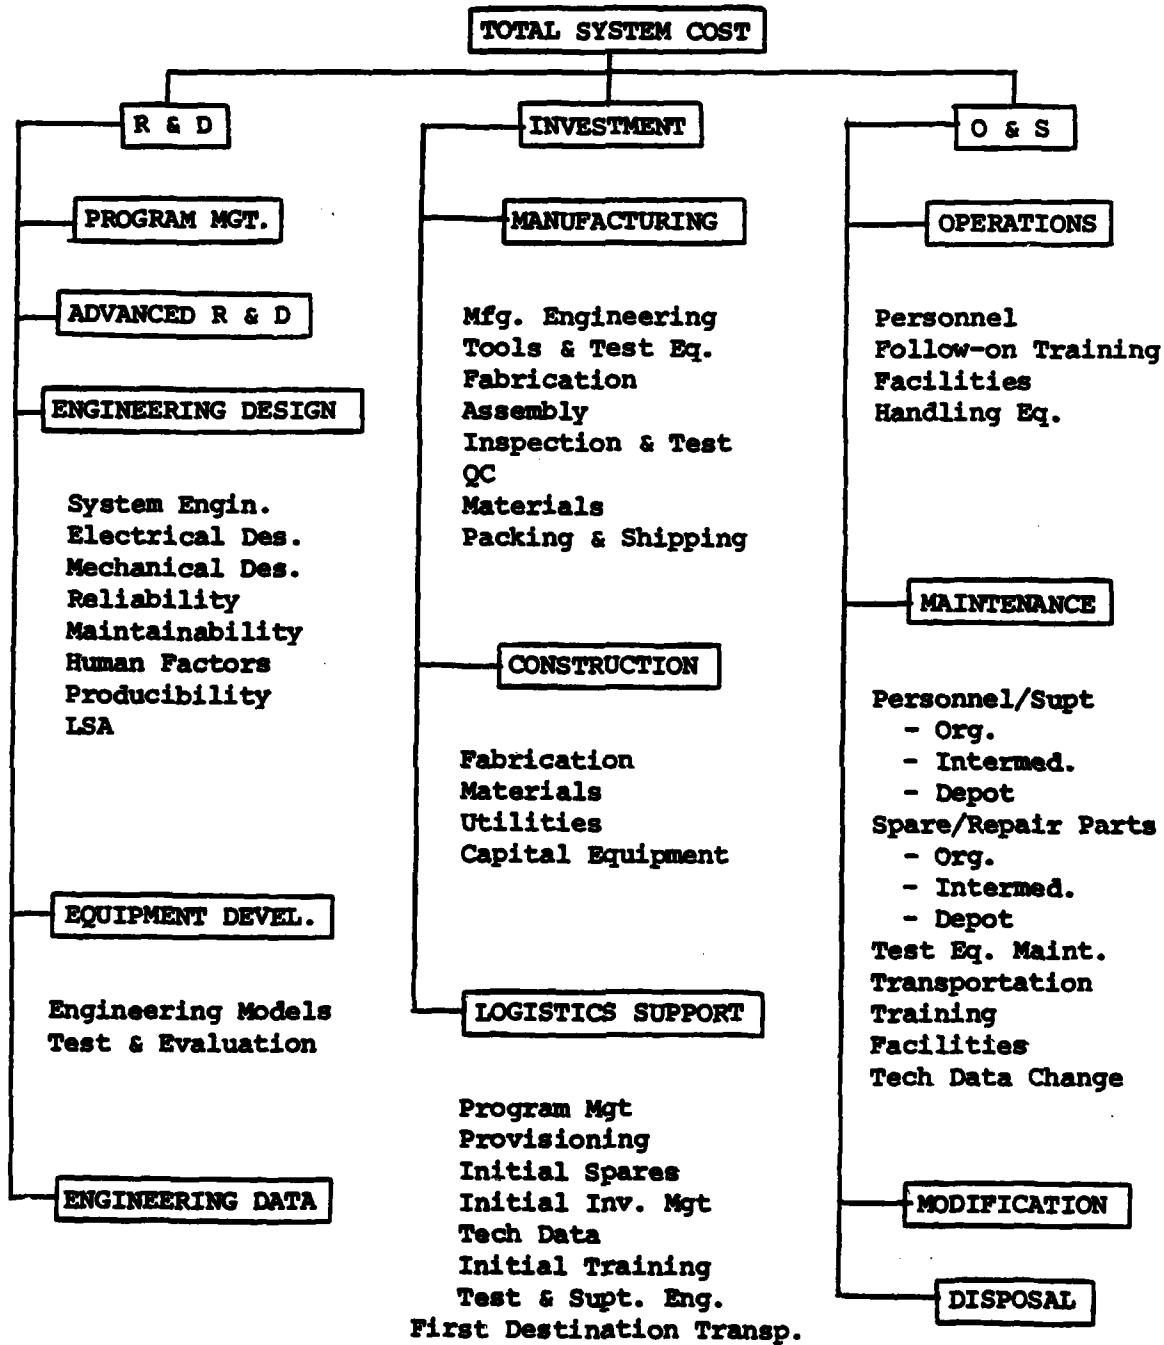 TOTAL SYSTEM COST
R & D
PROGRAM MGT.
ADVANCED R & D
ENGINEERING DESIGN
System Engin.
Electrical Des.
Mechanical Des.
Reliability
Maintainability
Human Factors
Producibility
LSA
EQUIPMENT DEVEL.
Engineering Models
Test & Evaluation
ENGINEERING DATA
INVESTMENT
MANUFACTURING
Mfg. Engineering
Tools & Test Eq.
Fabrication
Assembly
Inspection & Test
QC
Materials
Packing & Shipping
CONSTRUCTION
Fabrication
Materials
Utilities
Capital Equipment
LOGISTICS SUPPORT
Program Mgt
Provisioning
Initial Spares
Initial Inv. Mgt
Tech Data
Initial Training
Test & Supt. Eng.
First Destination Transp.
O & S
OPERATIONS
Personnel
Follow-on Training
Facilities
Handling Eq.
MAINTENANCE
Personnel/Supt
- Org.
- Intermed.
- Depot
Spare/Repair Parts
- Org.
- Intermed.
- Depot
Test Eq. Maint.
Transportation
Training
Facilities
Tech Data Change
MODIFICATION
DISPOSAL